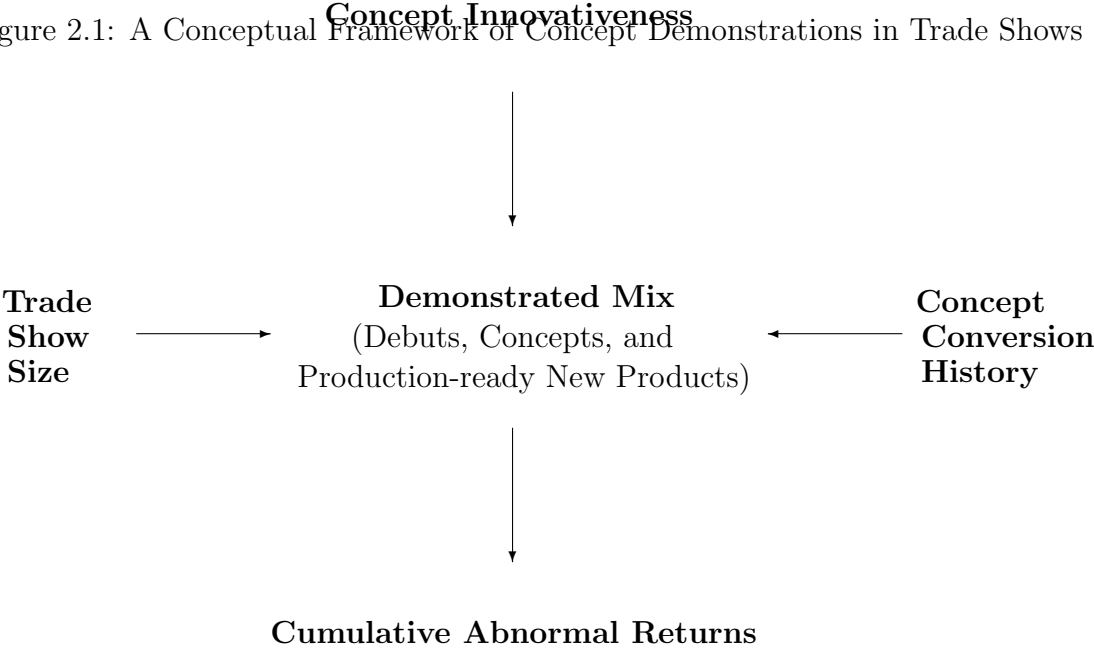 Concept Innovativeness
gure 2.1: A Conceptual Framework of Concept Demonstrations in Trade Shows
Trade
Show
Size
Demonstrated Mix
(Debuts, Concepts, and
Production-ready New Products)
Concept
Conversion
History
Cumulative Abnormal Returns